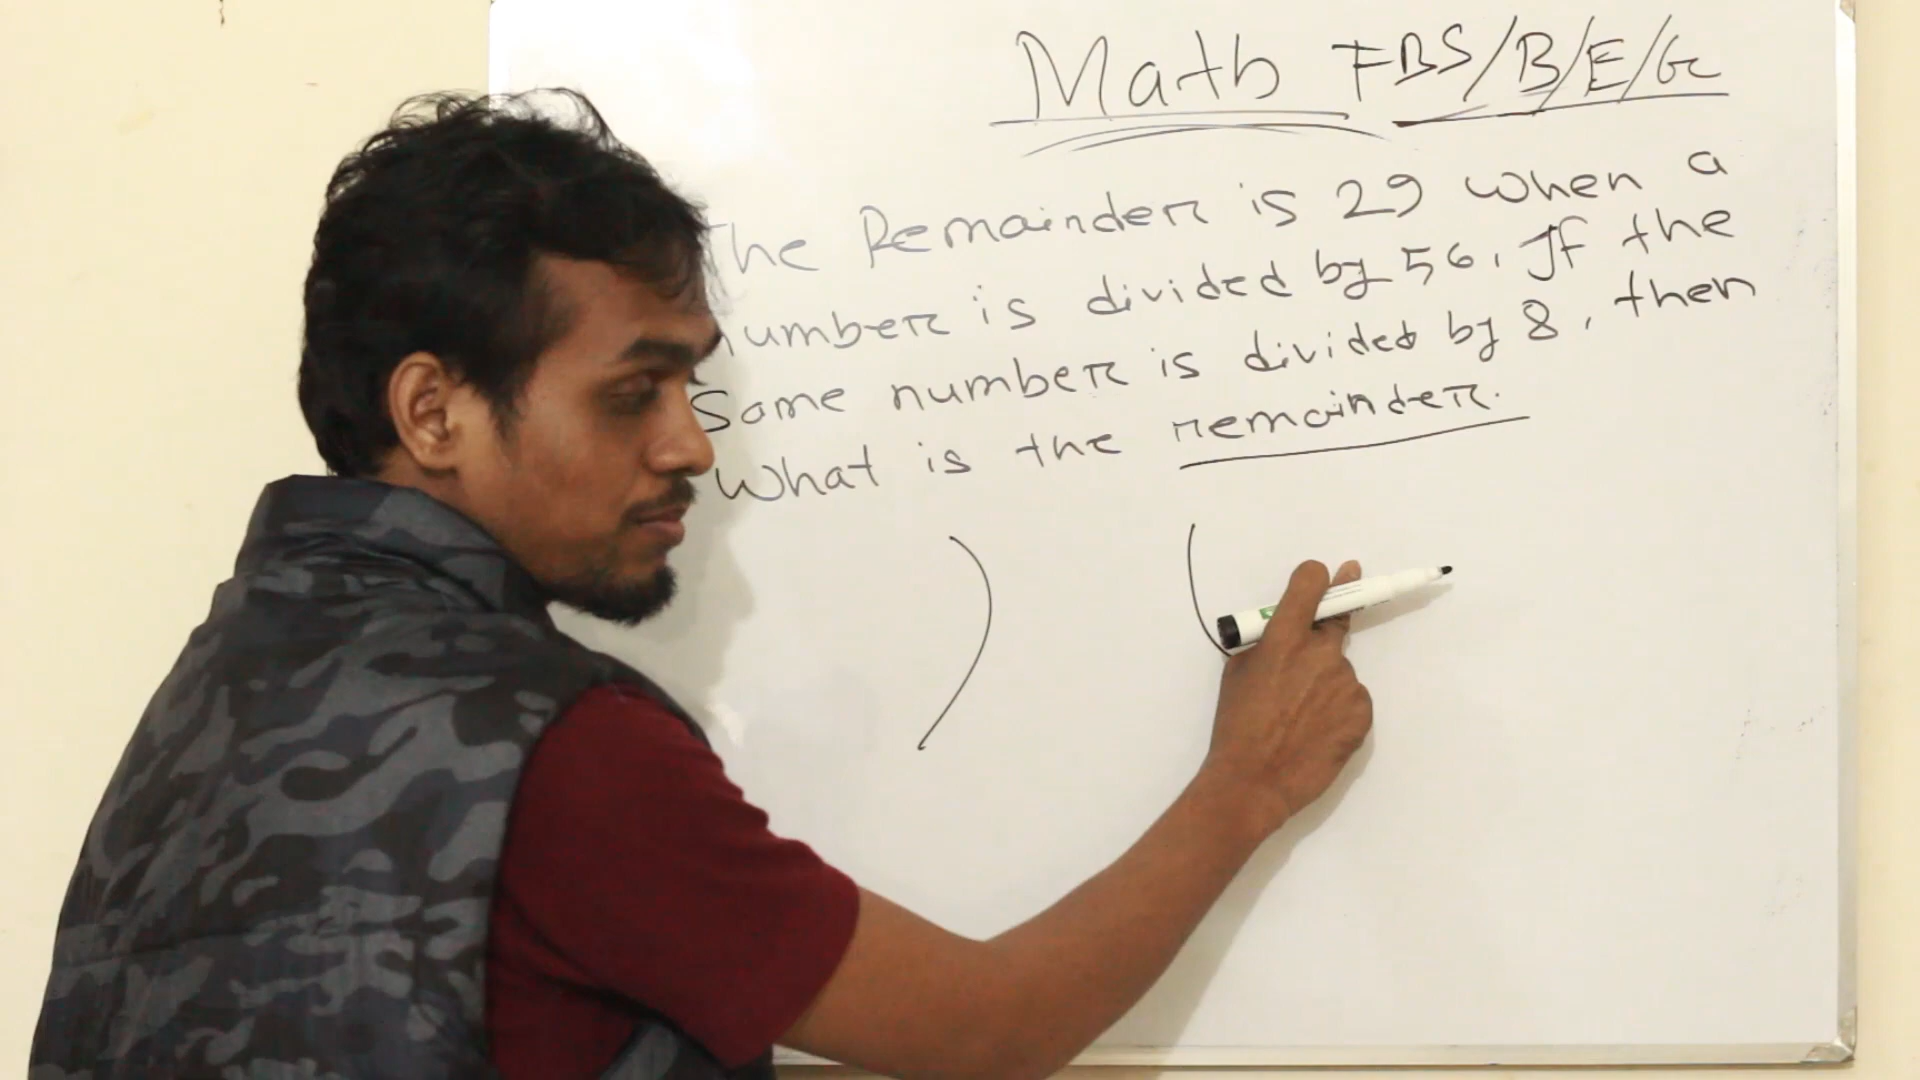 Math FBS/B/E/G
The Remainder is 29 when a
number is divided by 56. If the
Same number is divided by 8, then
What is the remainder.